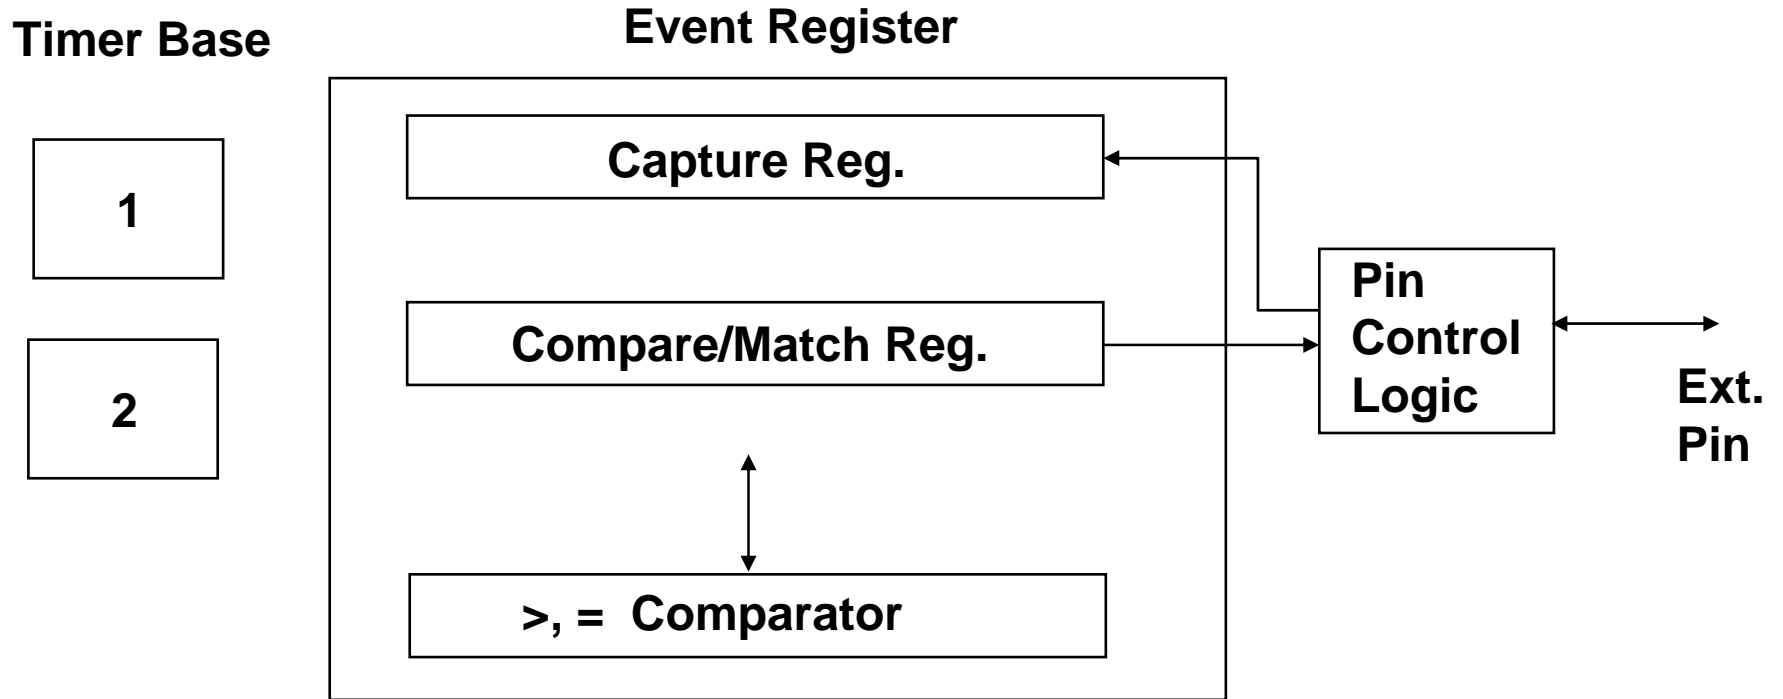 Timer Base
Event Register
1
2
Capture Reg.
Compare/Match Reg.
>, = Comparator
Pin
Control
Logic
Ext.
Pin